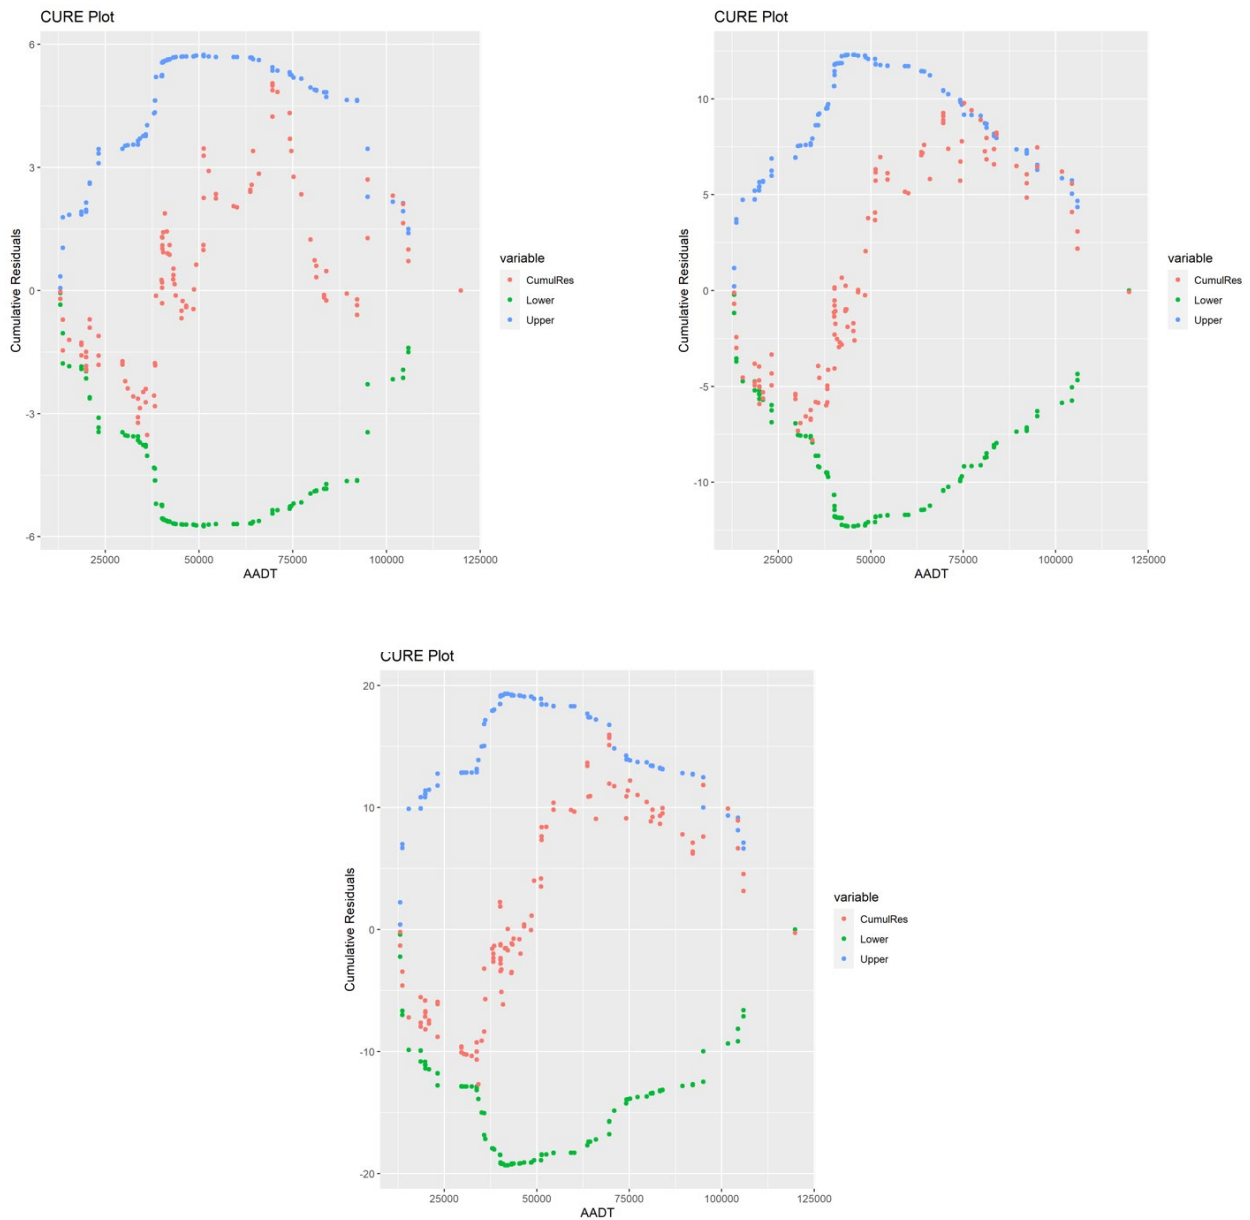 CURE Plot
6
3
0
-3
-6
Cumulative Residuals
25000 50000 75000 100000 125000
AADT
variable
CumulRes
Lower
Upper
CURE Plot
10
5
0
-5
-10
Cumulative Residuals
25000 50000 75000 100000 125000
AADT
variable
CumulRes
Lower
Upper
CURE Plot
20
10
0
-10
-20
Cumulative Residuals
25000 50000 75000 100000 125000
AADT
variable
CumulRes
Lower
Upper